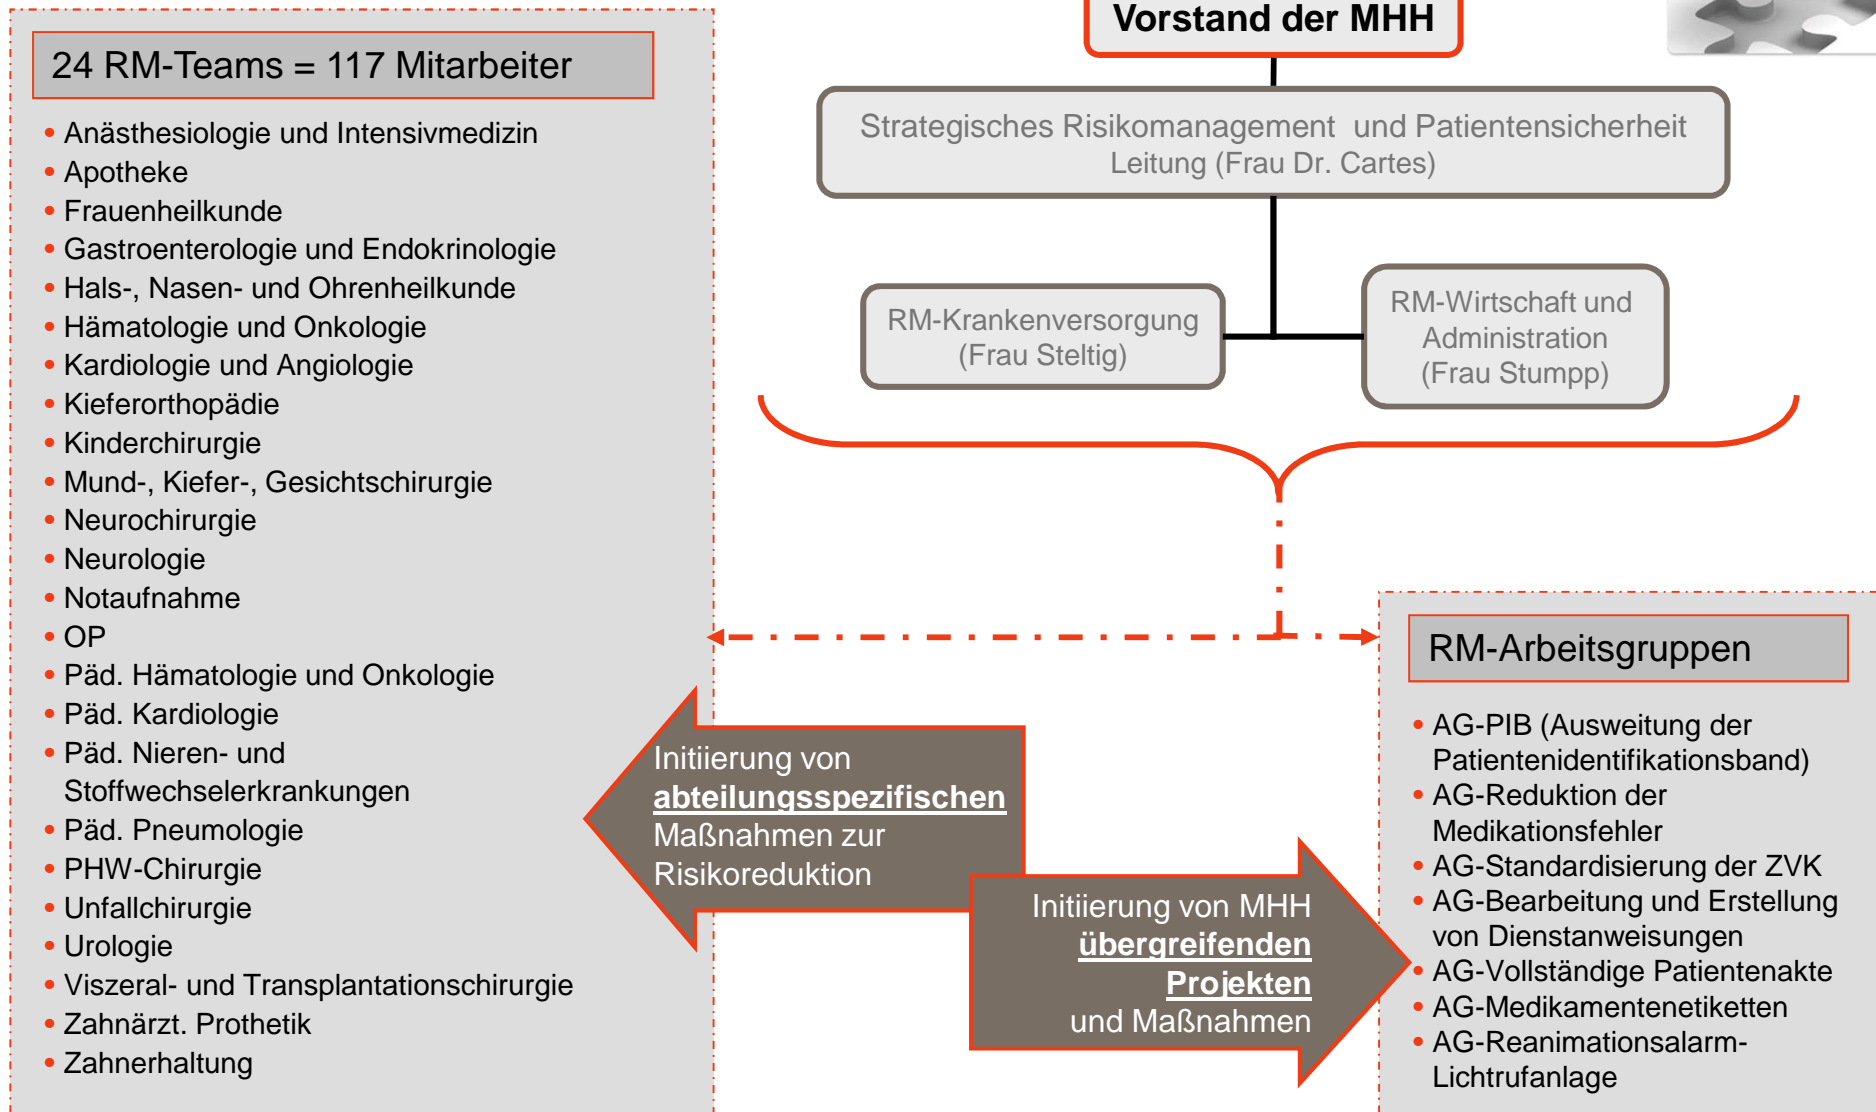 Vorstand der MHH
Strategisches Risikomanagement und Patientensicherheit
Leitung (Frau Dr. Cartes)
RM-Krankenversorgung
(Frau Steltig)
RM-Wirtschaft und
Administration
(Frau Stumpp)
24 RM-Teams = 117 Mitarbeiter
• Anästhesiologie und Intensivmedizin
• Apotheke
• Frauenheilkunde
• Gastroenterologie und Endokrinologie
• Hals-, Nasen- und Ohrenheilkunde
• Hämatologie und Onkologie
• Kardiologie und Angiologie
• Kieferorthopädie
• Kinderchirurgie
• Mund-, Kiefer-, Gesichtschirurgie
• Neurochirurgie
• Neurologie
• Notaufnahme
• OP
• Päd. Hämatologie und Onkologie
• Päd. Kardiologie
• Päd. Nieren- und
Stoffwechselerkrankungen
• Päd. Pneumologie
• PHW-Chirurgie
• Unfallchirurgie
• Urologie
• Viszeral- und Transplantationschirurgie
• Zahnärzt. Prothetik
• Zahnerhaltung
Initiierung von
abteilungsspezifischen
Maßnahmen zur
Risikoreduktion
Initiierung von MHH
übergreifenden
Projekten
und Maßnahmen
RM-Arbeitsgruppen
• AG-PIB (Ausweitung der
Patientenidentifikationsband)
• AG-Reduktion der
Medikationsfehler
• AG-Standardisierung der ZVK
• AG-Bearbeitung und Erstellung
von Dienstanweisungen
• AG-Vollständige Patientenakte
• AG-Medikamentenetiketten
• AG-Reanimationsalarm-
Lichtrufanlage